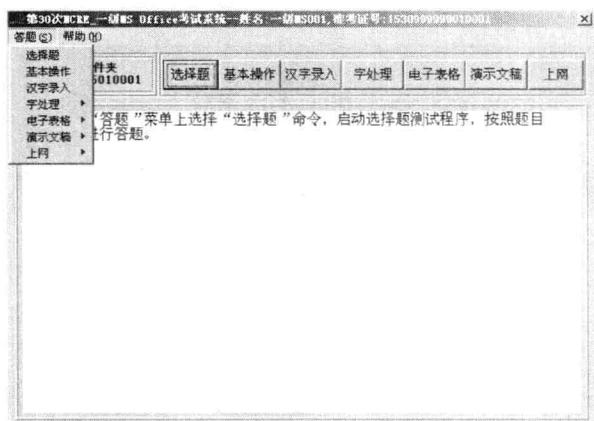 第30次NCRE_一级MS Office考试系统--姓名:一级MS001,准考证号:1530999999010001
答题(S) 帮助(H)
选择题
基本操作
汉字录入
字处理
电子表格
演示文稿
上网
件夹
5010001
选择题 基本操作 汉字录入 字处理 电子表格 演示文稿 上网
“答题”菜单上选择“选择题”命令，启动选择题测试程序，按照题目
行答题。